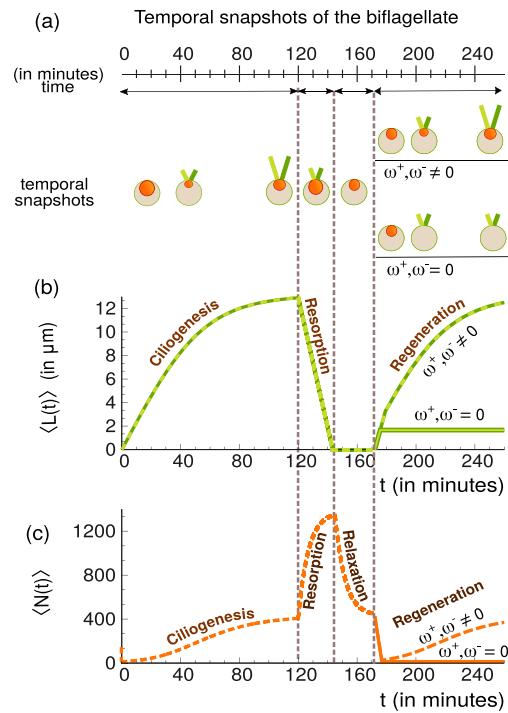 Temporal snapshots of the biflagellate
(a)
(in minutes)
time
0 40 80 120 160 200 240
ω⁺,ω⁻≠ 0
temporal
snapshots
ω⁺,ω⁻= 0
(b)
⟨L(t)⟩ (in µm)
12
10
8
6
4
2
0
Ciliogenesis
Resorption
Regeneration
ω⁺,ω⁻≠ 0
ω⁺,ω⁻= 0
0 40 80 120 160 200 240
t (in minutes)
(c)
⟨N(t)⟩
1200
800
400
0
Ciliogenesis
Resorption
Relaxation
Regeneration
ω⁺,ω⁻≠ 0
ω⁺,ω⁻= 0
0 40 80 120 160 200 240
t (in minutes)